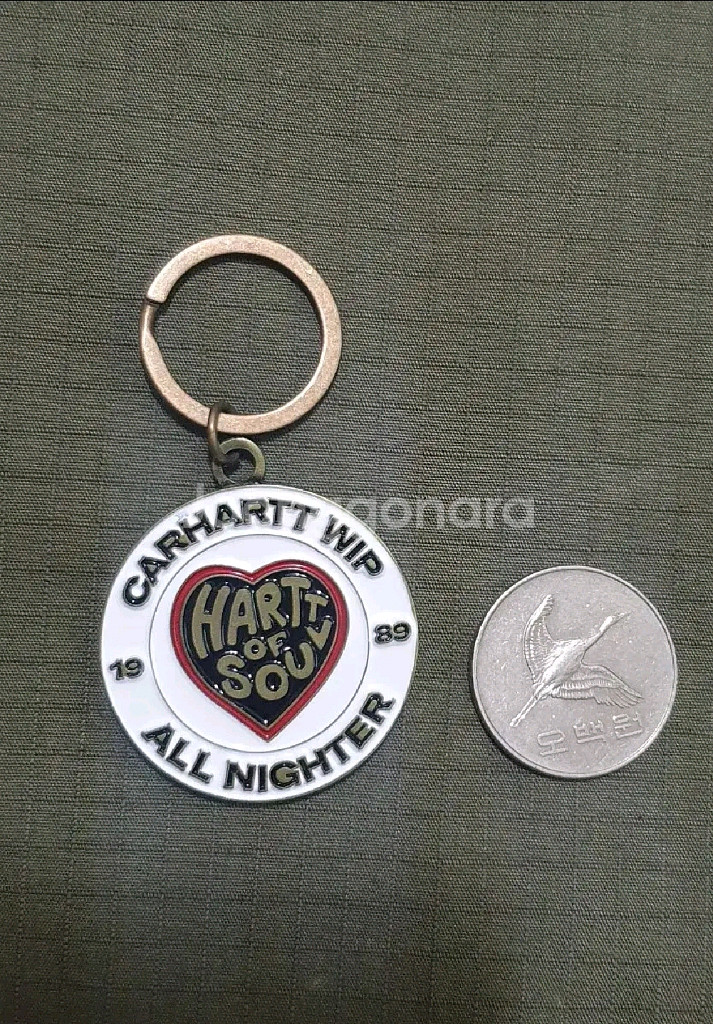 CARHARTT WIP
19
89
HARTT
OF
SOUL
ALL NIGHTER
오백원